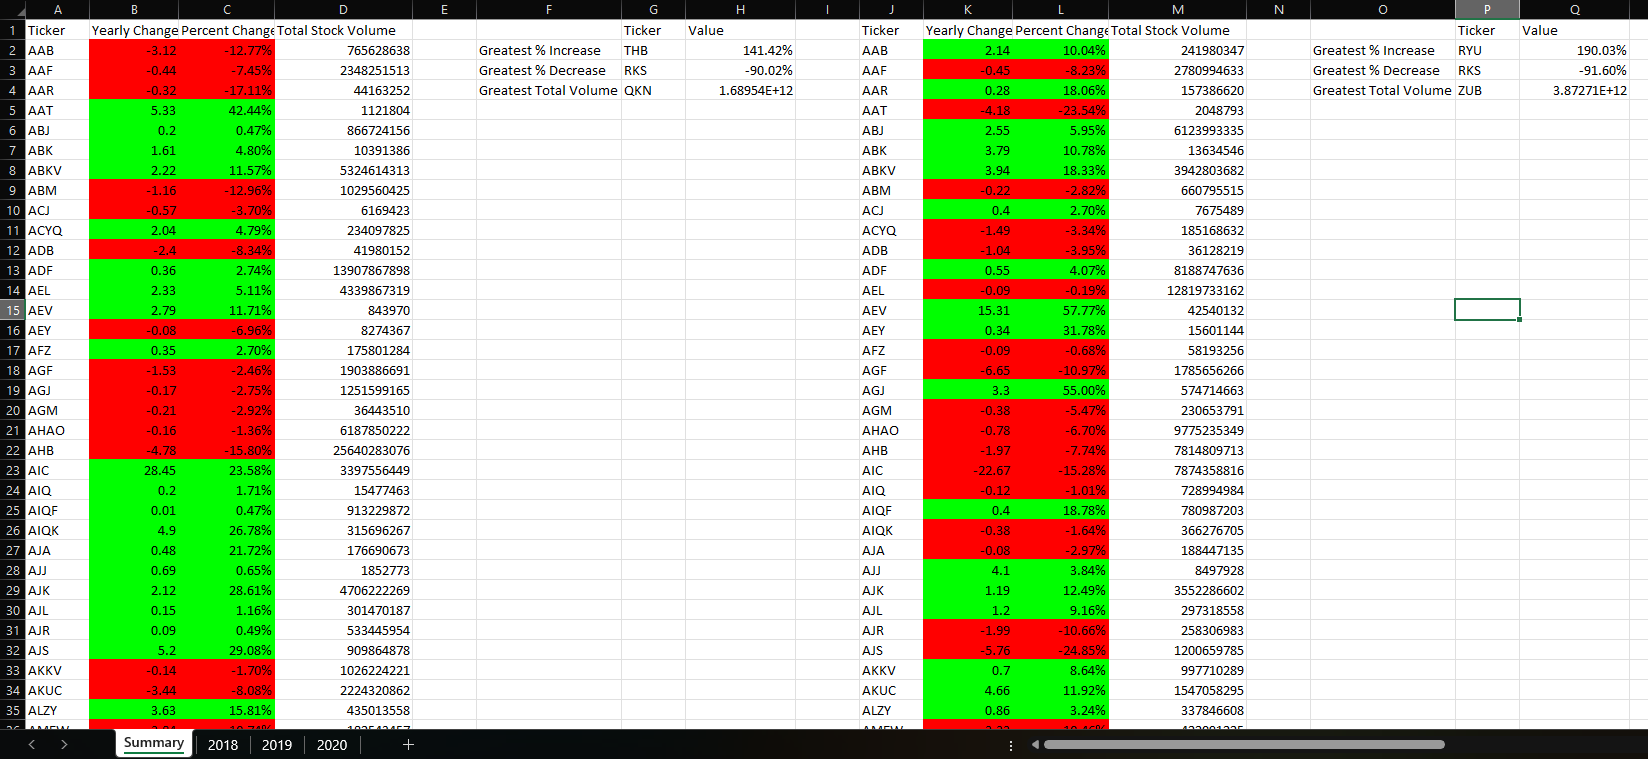 A B C D E F G H I J K L M N O P Q
1 Ticker Yearly Change Percent Change Total Stock Volume Ticker Value Ticker Yearly Change Percent Change Total Stock Volume Ticker Value
2 AAB -3.12 -12.77% 765628638 Greatest % Increase THB 141.42% AAB 2.14 10.04% 241980347 Greatest % Increase RYU 190.03%
3 AAF -0.44 -7.45% 2348251513 Greatest % Decrease RKS -90.02% AAF -0.45 -8.23% 2780994633 Greatest % Decrease RKS -91.60%
4 AAR -0.32 -17.11% 44163252 Greatest Total Volume QKN 1.68954E+12 AAR 0.28 18.06% 157386620 Greatest Total Volume ZUB 3.87271E+12
5 AAT 5.33 42.44% 1121804 AAT -4.18 -23.54% 2048793
6 ABJ 0.2 0.47% 866724156 ABJ 2.55 5.95% 6123993335
7 ABK 1.61 4.80% 10391386 ABK 3.79 10.78% 13634546
8 ABKV 2.22 11.57% 5324614313 ABKV 3.94 18.33% 3942803682
9 ABM -1.16 -12.96% 1029560425 ABM -0.22 -2.82% 660795515
10 ACJ -0.57 -3.70% 6169423 ACJ 0.4 2.70% 7675489
11 ACYQ 2.04 4.79% 234097825 ACYQ -1.49 -3.34% 185168632
12 ADB -2.4 -8.34% 41980152 ADB -1.04 -3.95% 36128219
13 ADF 0.36 2.74% 13907867898 ADF 0.55 4.07% 8188747636
14 AEL 2.33 5.11% 4339867319 AEL -0.09 -0.19% 12819733162
15 AEV 2.79 11.71% 843970 AEV 15.31 57.77% 42540132
16 AEY -0.08 -6.96% 8274367 AEY 0.34 31.78% 15601144
17 AFZ 0.35 2.70% 175801284 AFZ -0.09 -0.68% 58193256
18 AGF -1.53 -2.46% 1903886691 AGF -6.65 -10.97% 1785656266
19 AGJ -0.17 -2.75% 1251599165 AGJ 3.3 55.00% 574714663
20 AGM -0.21 -2.92% 36443510 AGM -0.38 -5.47% 230653791
21 AHAO -0.16 -1.36% 6187850222 AHAO -0.78 -6.70% 9775235349
22 AHB -4.78 -15.80% 25640283076 AHB -1.97 -7.74% 7814809713
23 AIC 28.45 23.58% 3397556449 AIC -22.67 -15.28% 7874358816
24 AIQ 0.2 1.71% 15477463 AIQ -0.12 -1.01% 728994984
25 AIQF 0.01 0.47% 913229872 AIQF 0.4 18.78% 780987203
26 AIQK 4.9 26.78% 315696267 AIQK -0.38 -1.64% 366276705
27 AJA 0.48 21.72% 176690673 AJA -0.08 -2.97% 188447135
28 AJJ 0.69 0.65% 1852773 AJJ 4.1 3.84% 8497928
29 AJK 2.12 28.61% 4706222269 AJK 1.19 12.49% 3552286602
30 AJL 0.15 1.16% 301470187 AJL 1.2 9.16% 297318558
31 AJR 0.09 0.49% 533445954 AJR -1.99 -10.66% 258306983
32 AJS 5.2 29.08% 909864878 AJS -5.76 -24.85% 1200659785
33 AKKV -0.14 -1.70% 1026224221 AKKV 0.7 8.64% 997710289
34 AKUC -3.44 -8.08% 2224320862 AKUC 4.66 11.92% 1547058295
35 ALZY 3.63 15.81% 435013558 ALZY 0.86 3.24% 337846608
Summary 2018 2019 2020